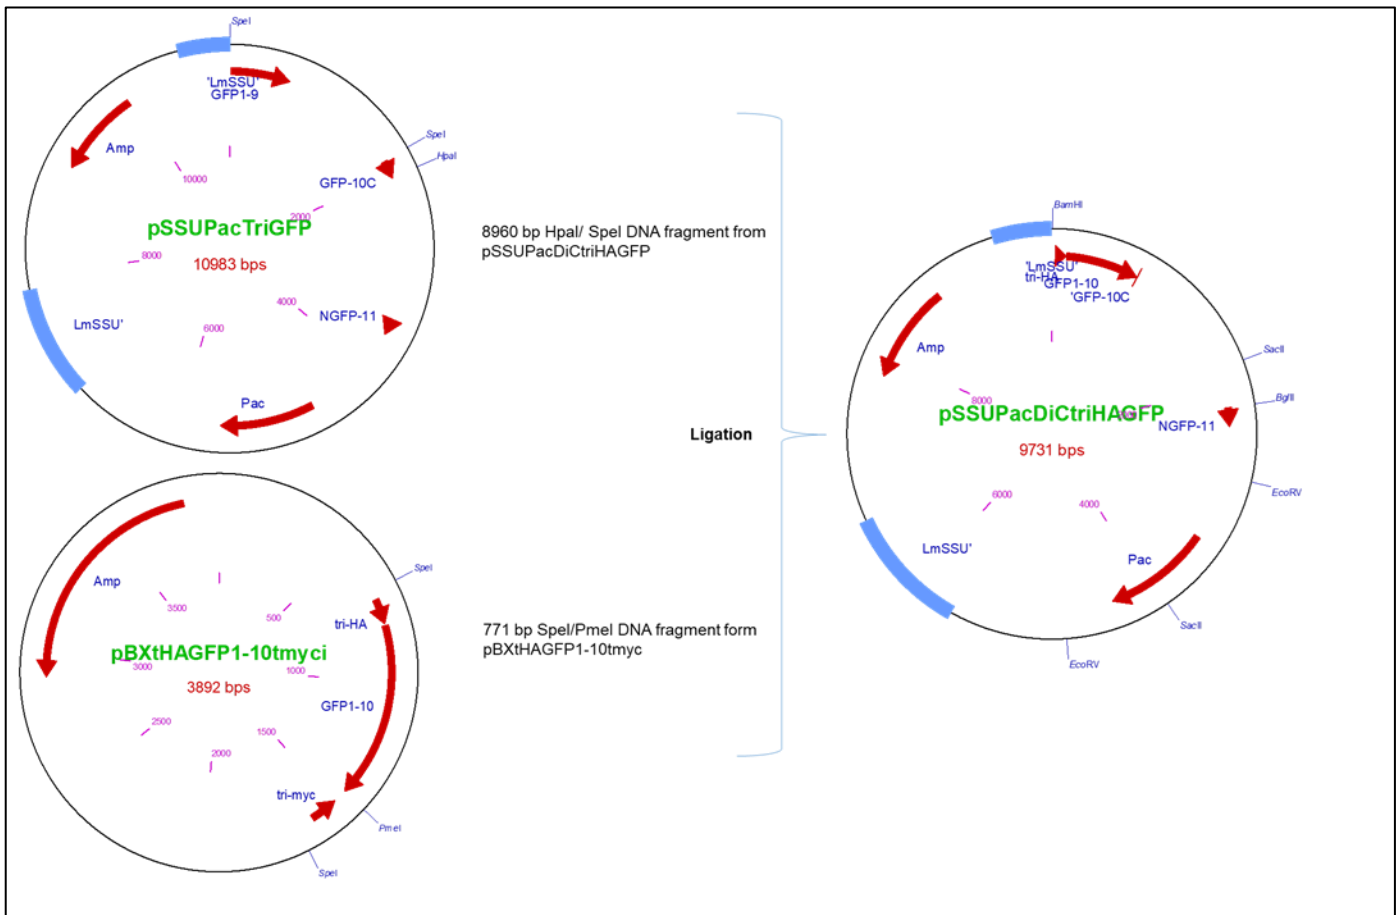 SpeI
'LmSSU'
GFP1-9
SpeI
HpaI
Amp
10000
GFP-10C
2000
pSSUPacTriGFP
8000
10983 bps
4000
NGFP-11
LmSSU'
6000
Pac
8960 bp HpaI/ SpeI DNA fragment from
pSSUPacDiCtriHAGFP
SpeI
Amp
3500
500
tri-HA
pBXtHAGFP1-10tmyci
3000
1000
3892 bps
GFP1-10
2500
1500
2000
tri-myc
PmeI
SpeI
771 bp SpeI/PmeI DNA fragment form
pBXtHAGFP1-10tmyc
Ligation
BamHI
'LmSSU'
tri-HA
GFP1-10
'GFP-10C
Amp
SacII
BglII
8000
pSSUPacDiCtriHAGFP
NGFP-11
9731 bps
EcoRV
6000
4000
LmSSU'
Pac
SacII
EcoRV